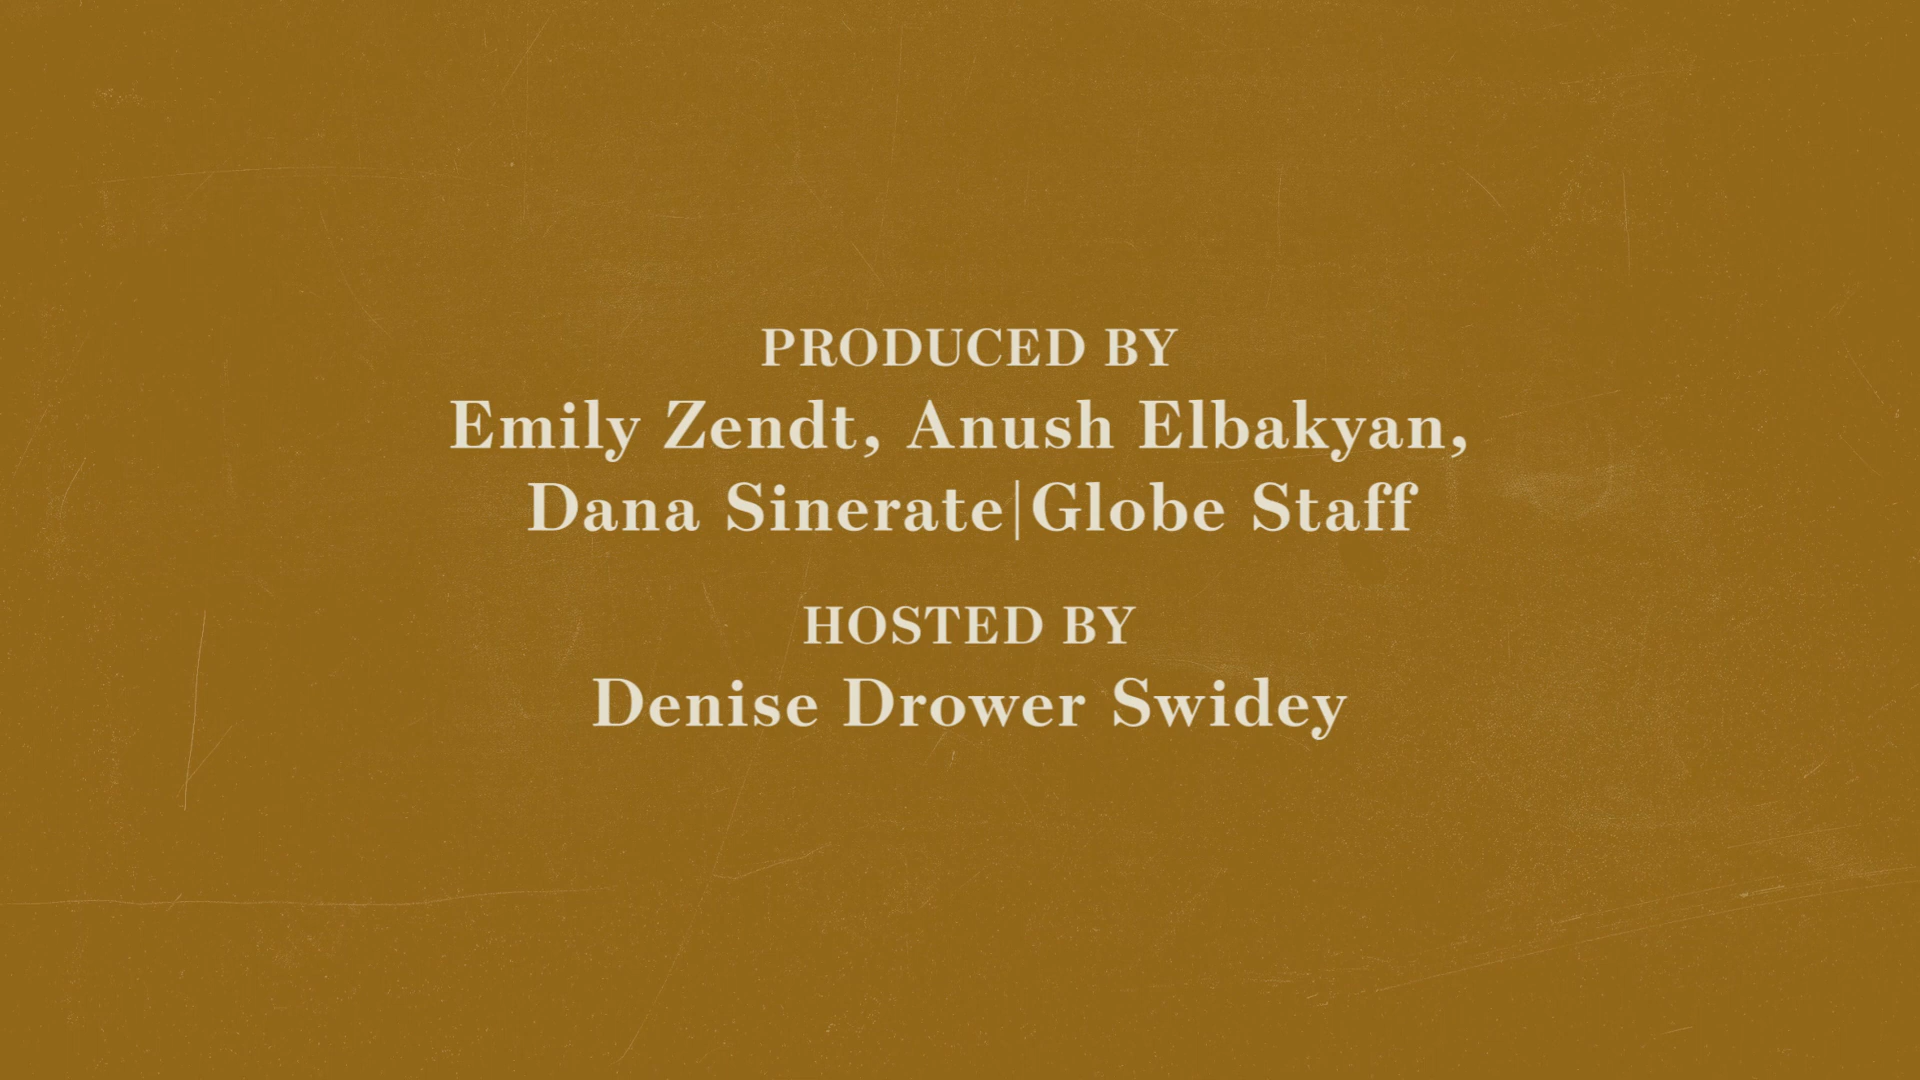 PRODUCED BY
Emily Zendt, Anush Elbakyan,
Dana Sinerate|Globe Staff
HOSTED BY
Denise Drower Swidey